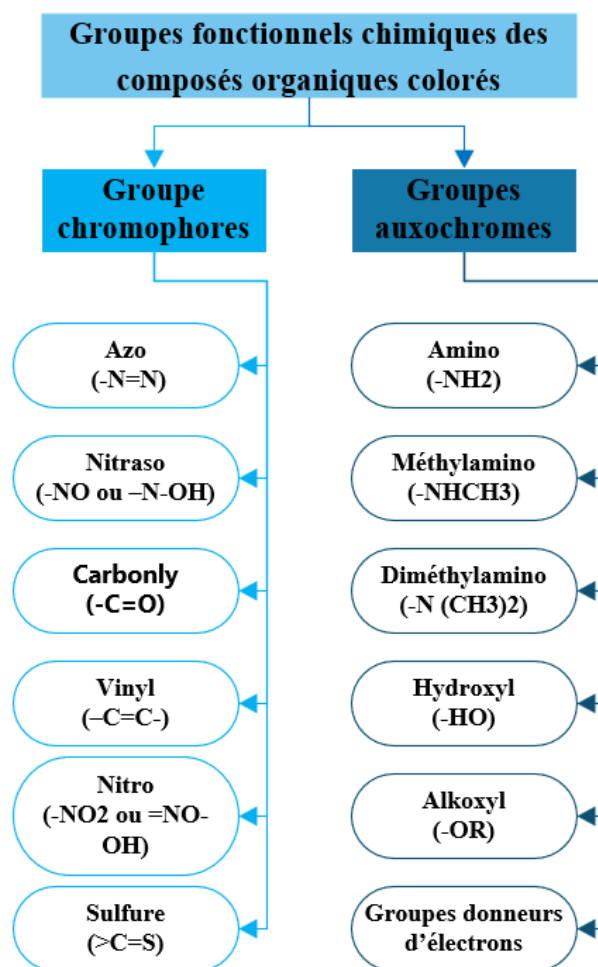 Groupes fonctionnels chimiques des
composés organiques colorés
Groupe
chromophores
Azo
(-N=N)
Nitraso
(-NO ou –N-OH)
Carbonly
(-C=O)
Vinyl
(–C=C-)
Nitro
(-NO2 ou =NO-
OH)
Sulfure
(>C=S)
Groupes
auxochromes
Amino
(-NH2)
Méthylamino
(-NHCH3)
Diméthylamino
(-N (CH3)2)
Hydroxyl
(-HO)
Alkoxyl
(-OR)
Groupes donneurs
d’électrons